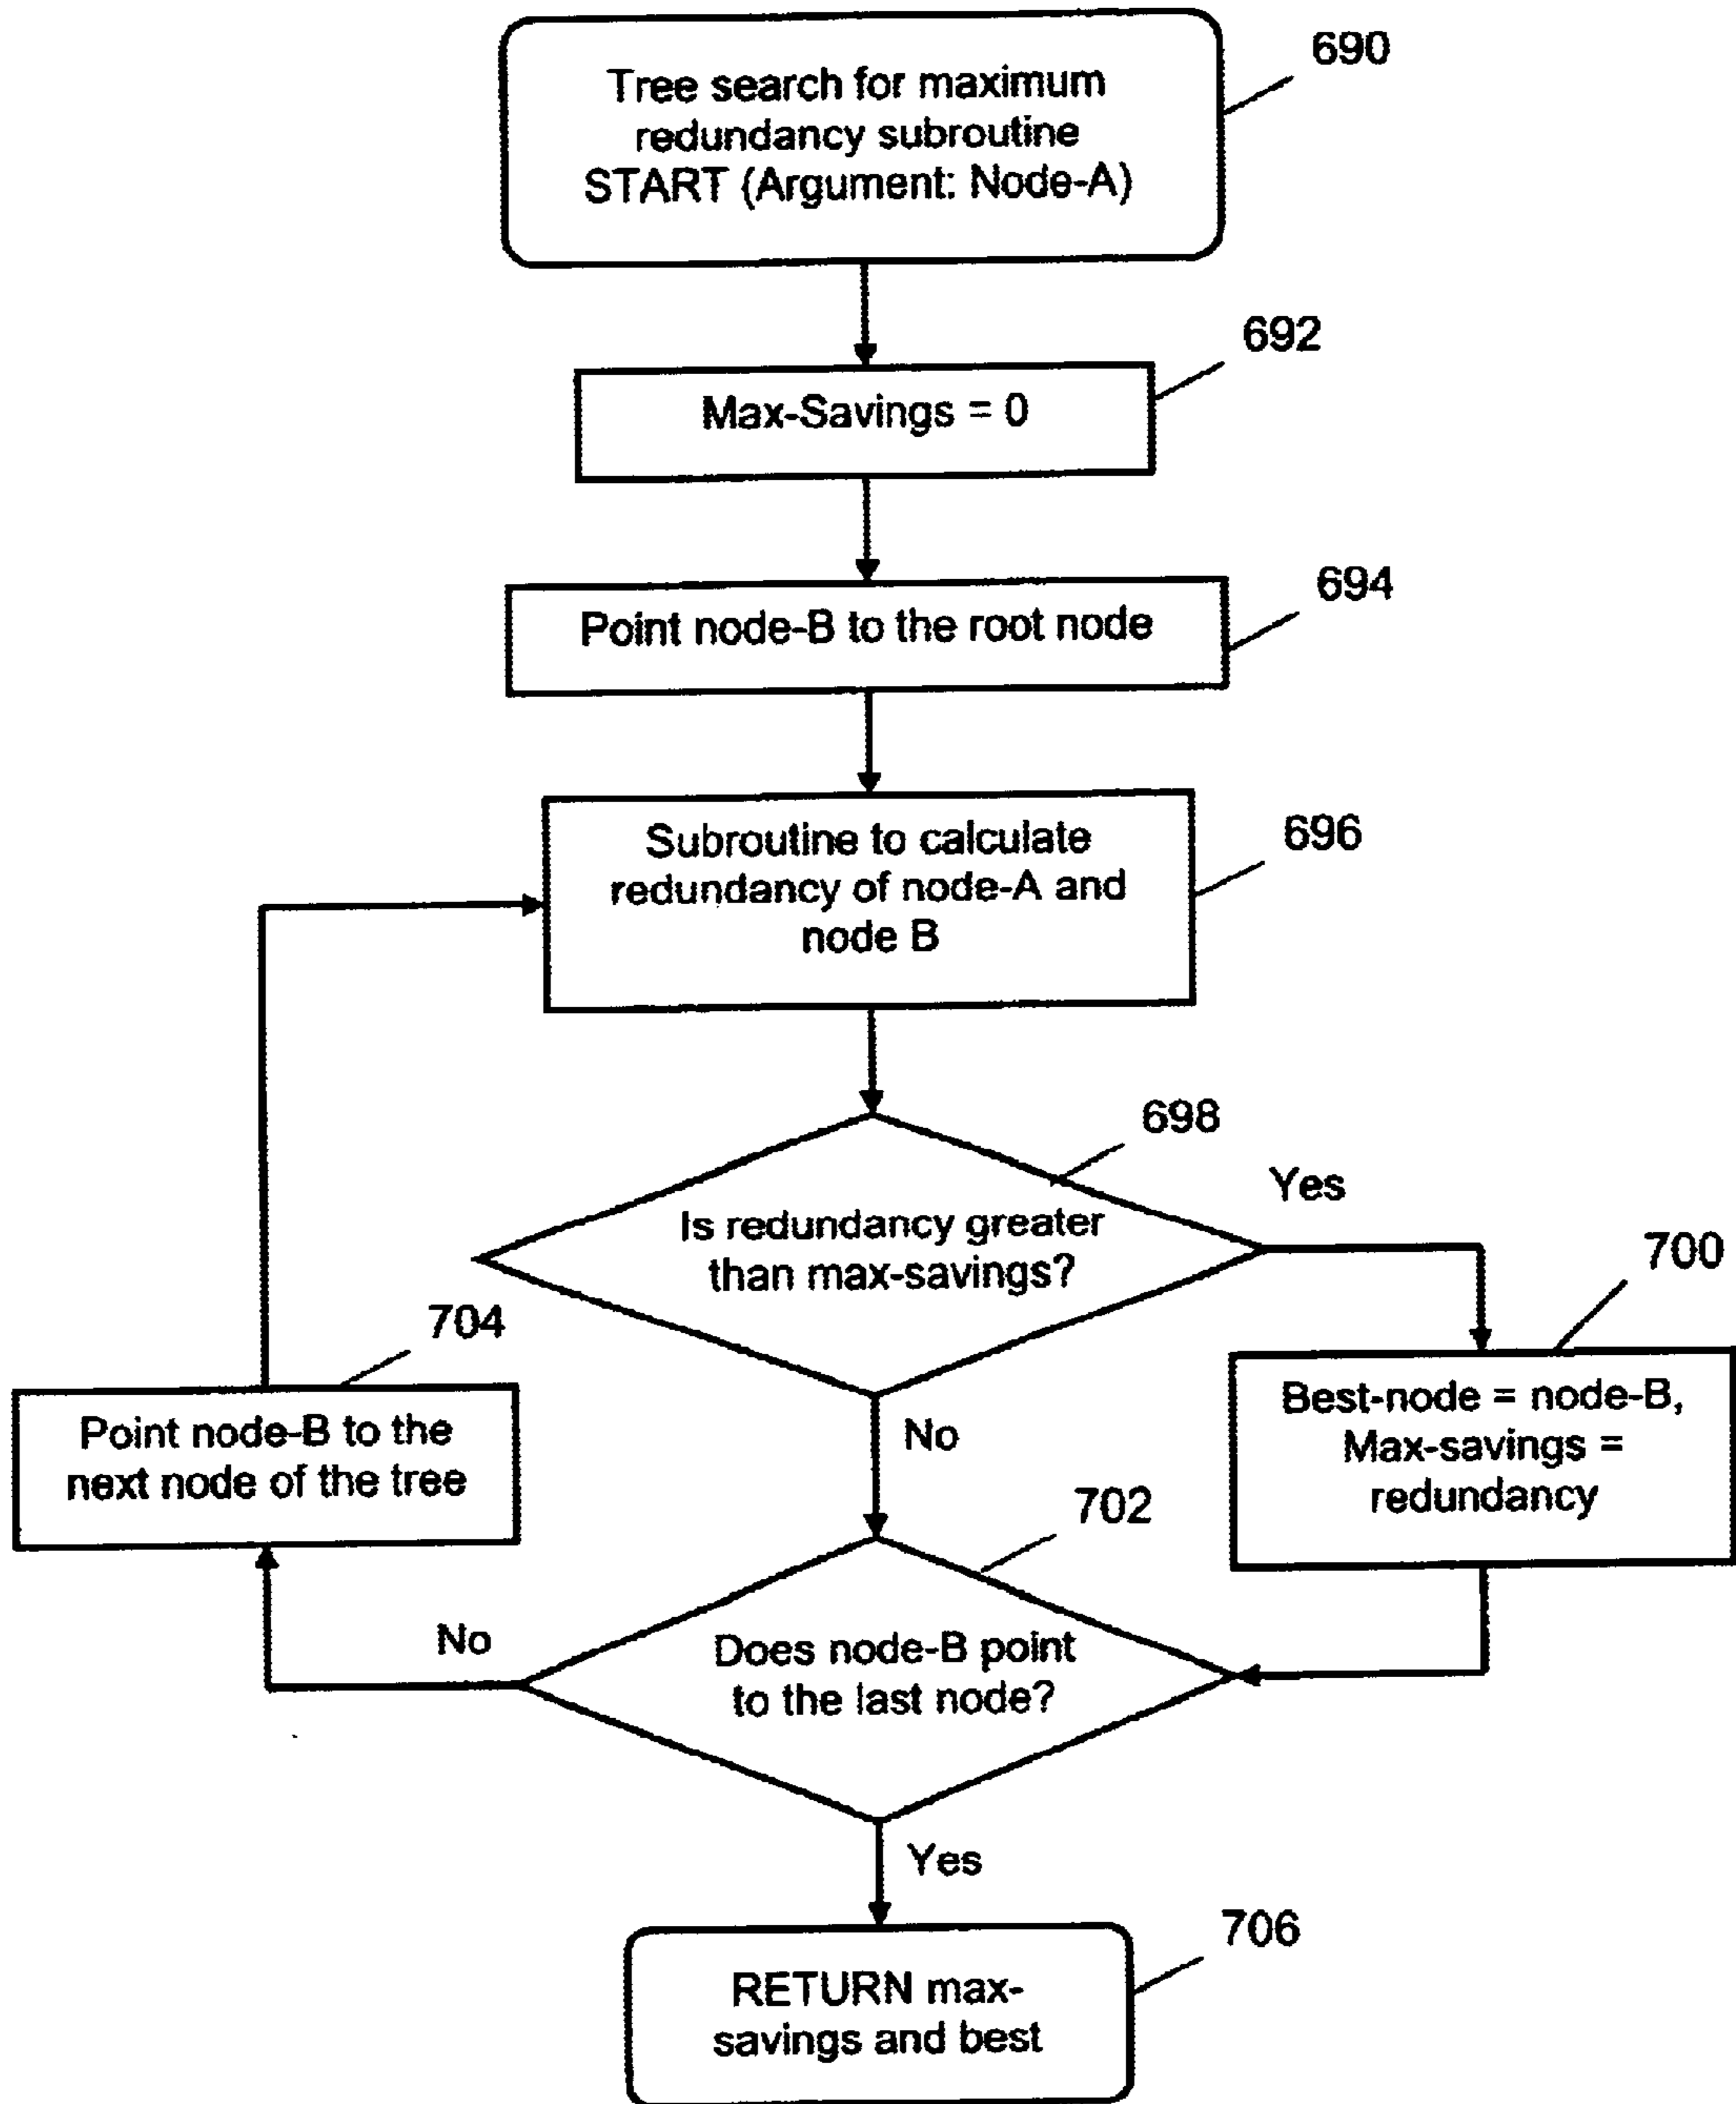 690
Tree search for maximum
redundancy subroutine
START (Argument: Node-A)
692
Max-Savings = 0
694
Point node-B to the root node
696
Subroutine to calculate
redundancy of node-A and
node B
698
Is redundancy greater
than max-savings?
Yes
700
Best-node = node-B,
Max-savings =
redundancy
704
Point node-B to the
next node of the tree
No
702
Does node-B point
to the last node?
No
Yes
706
RETURN max-
savings and best